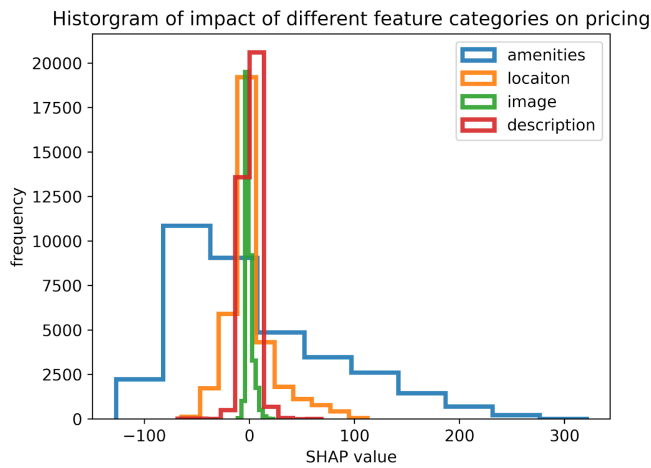 Historgram of impact of different feature categories on pricing
amenities
locaiton
image
description
20000
17500
15000
12500
10000
7500
5000
2500
0
frequency
−100 0 100 200 300
SHAP value